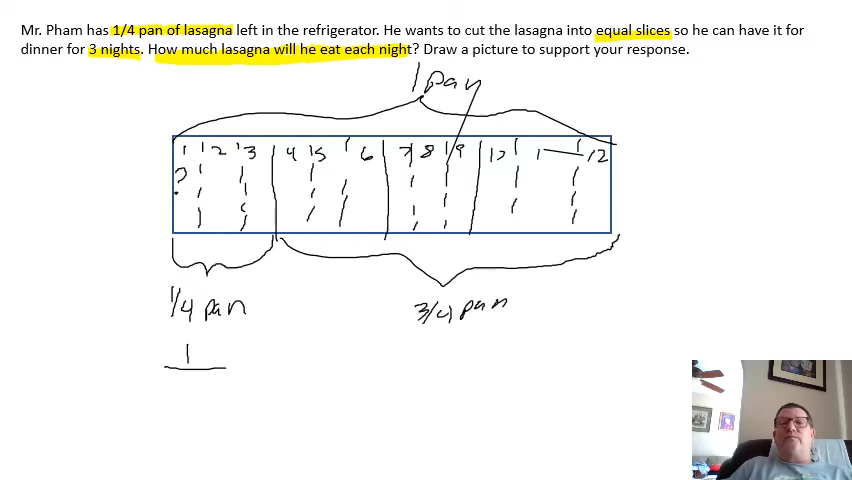 Mr. Pham has 1/4 pan of lasagna left in the refrigerator. He wants to cut the lasagna into equal slices so he can have it for
dinner for 3 nights. How much lasagna will he eat each night? Draw a picture to support your response.
1 pan
1 2 3 4 5 6 7 8 9 10 1 12
?
1/4 pan
3/4 pan
1